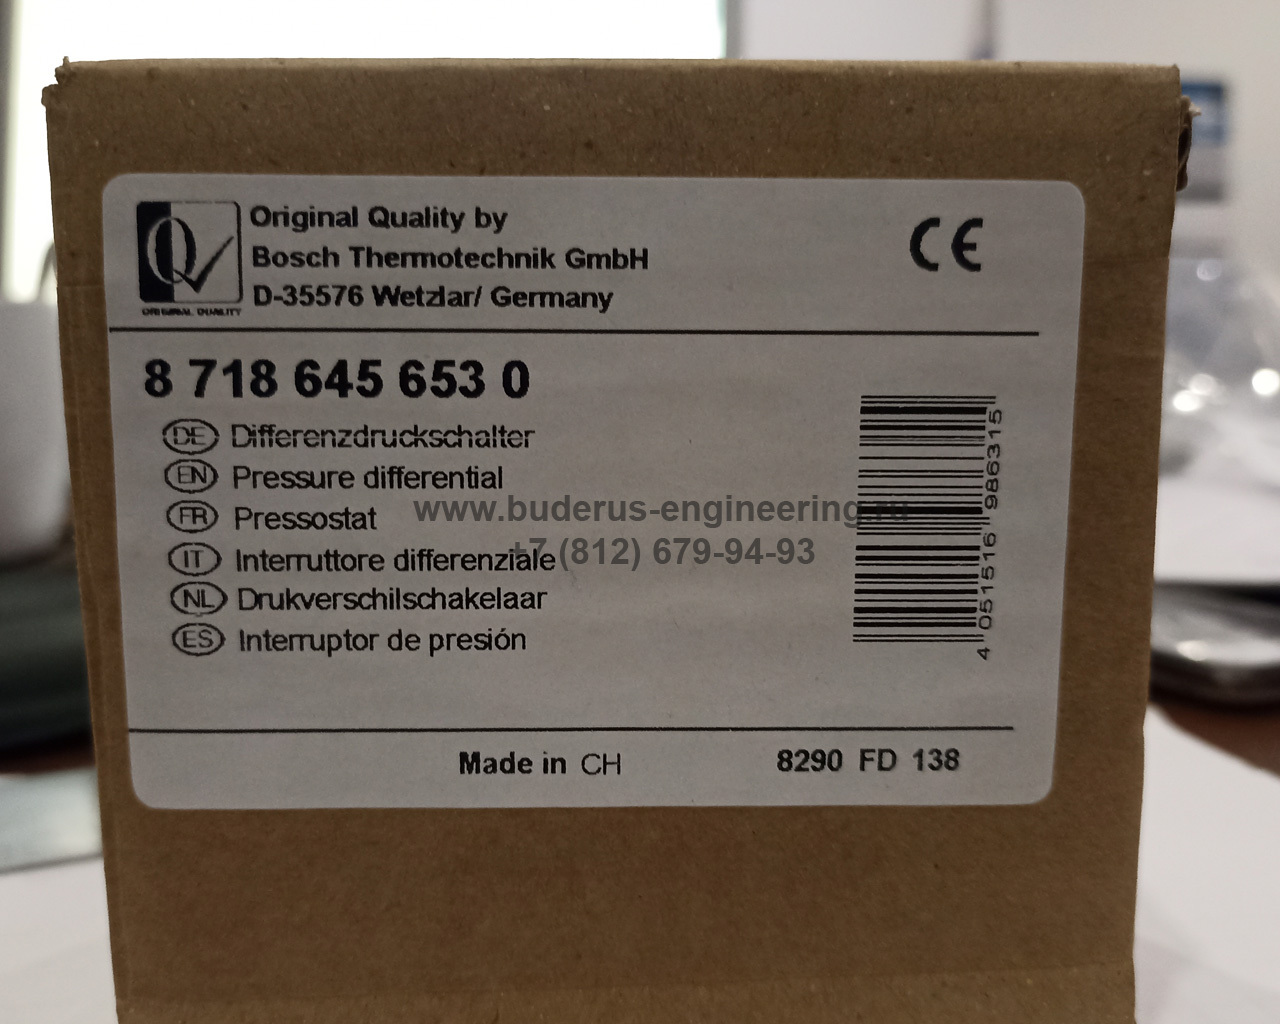 Original Quality by
Bosch Thermotechnik GmbH
D-35576 Wetzlar/ Germany
ORIGINAL QUALITY
CE
8 718 645 653 0
DE Differenzdruckschalter
EN Pressure differential
FR Pressostat
IT Interruttore differenziale
NL Drukverschilschakelaar
ES Interruptor de presión
4 051516 986315
www.buderus-engineering.ru
+7 (812) 679-94-93
Made in CH
8290 FD 138